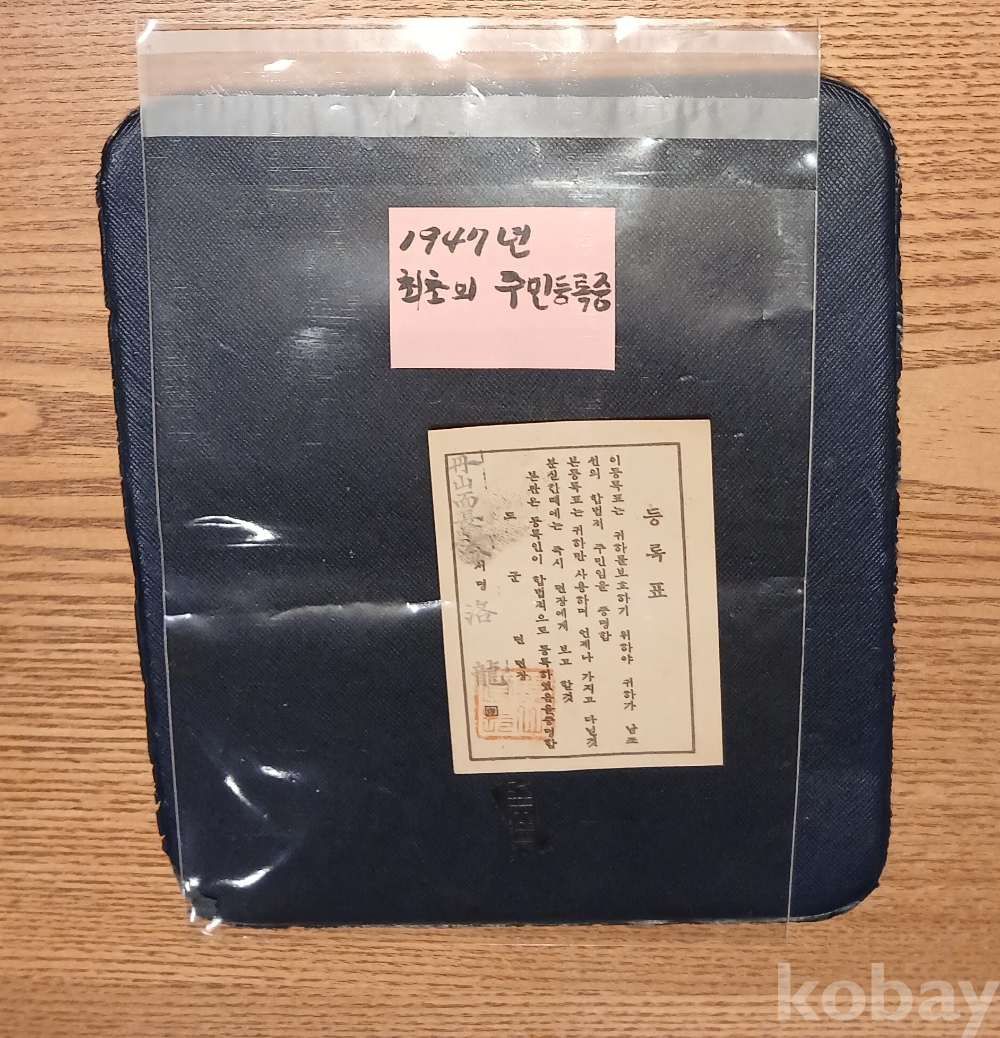 1947년
최초의 주민등록증
등록표
이등록표는 귀하를보호하기 위하야 귀하가 남조
선의 합법적 주민임을 증명함
본등록표는 귀하만 사용하며 언제나 가지고 다닐것
분실한때에는 즉시 면장에게 보고 할것
본관은 등록인이 합법적으로 등록하였음을증명함
도 군 면 면장
서명 洛 龍
kobay